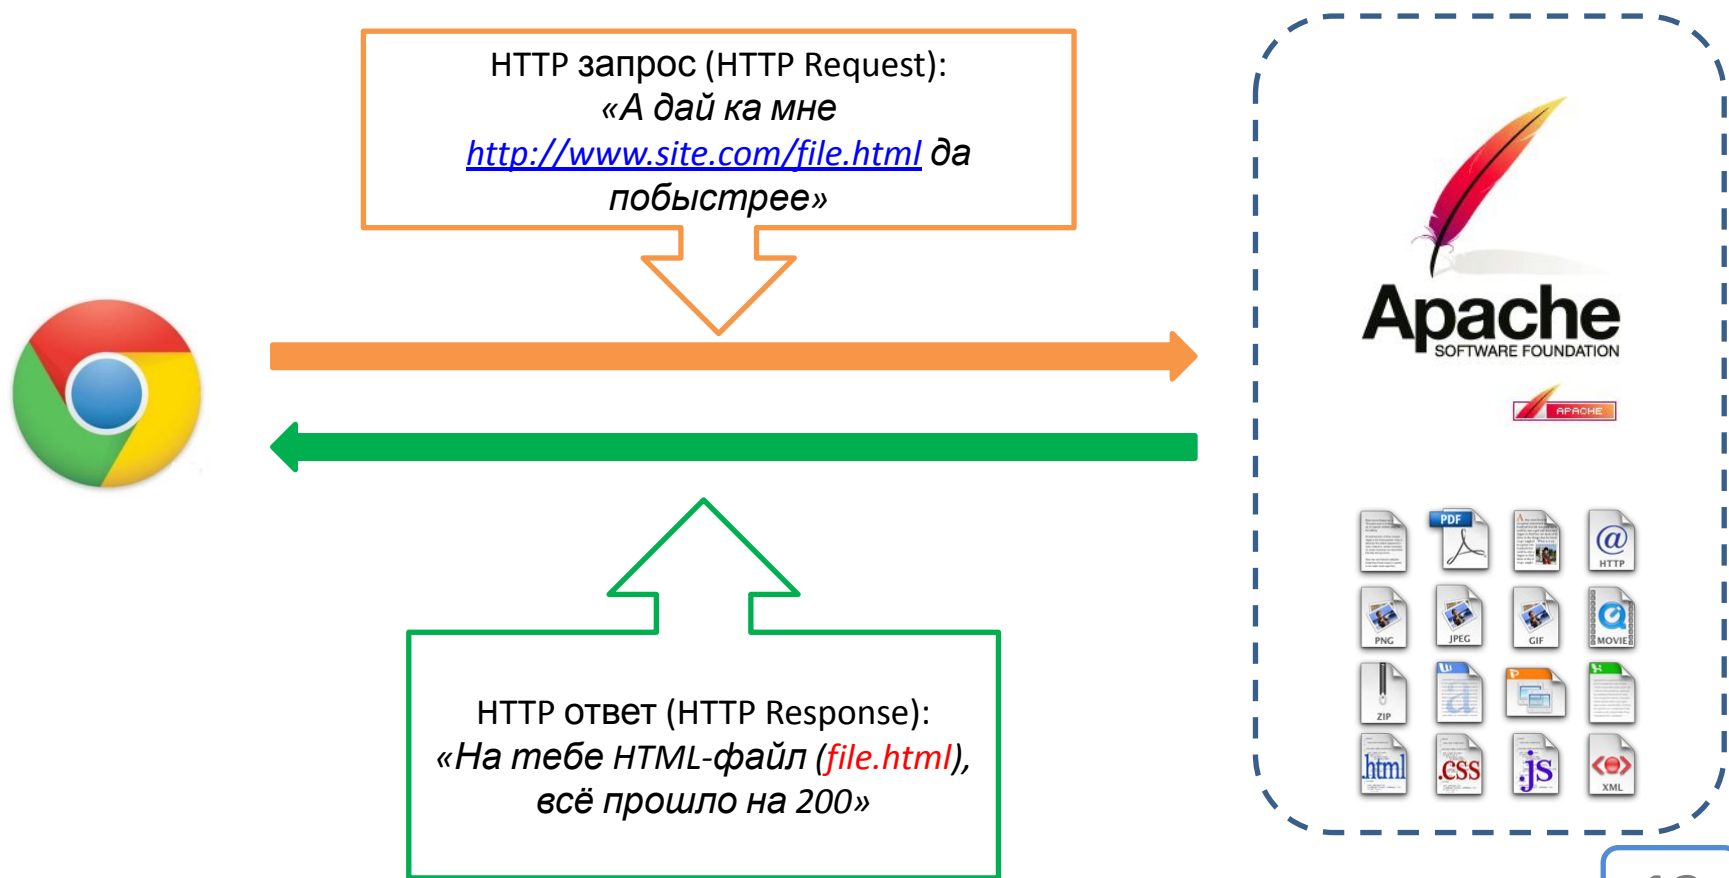 HTTP запрос (HTTP Request):
«А дай ка мне
http://www.site.com/file.html да
побыстрее»
Apache
SOFTWARE FOUNDATION
APACHE
PDF
@
HTTP
PNG
JPEG
GIF
MOVIE
ZIP
W
a
P
X
.html
.css
.js
XML
HTTP ответ (HTTP Response):
«На тебе HTML-файл (file.html),
всё прошло на 200»